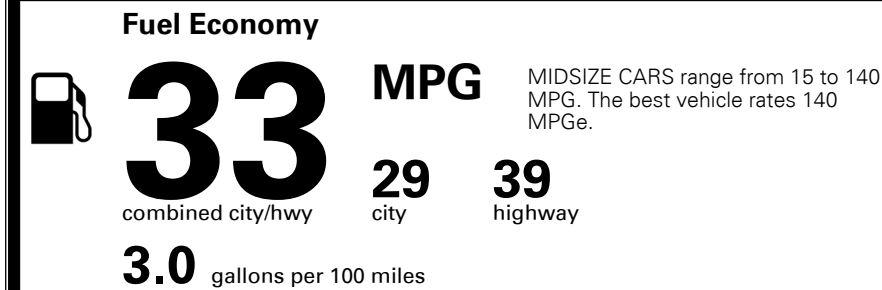 Fuel Economy
33 MPG
MIDSIZE CARS range from 15 to 140
MPG. The best vehicle rates 140
MPGe.
combined city/hwy
29
city
39
highway
3.0 gallons per 100 miles